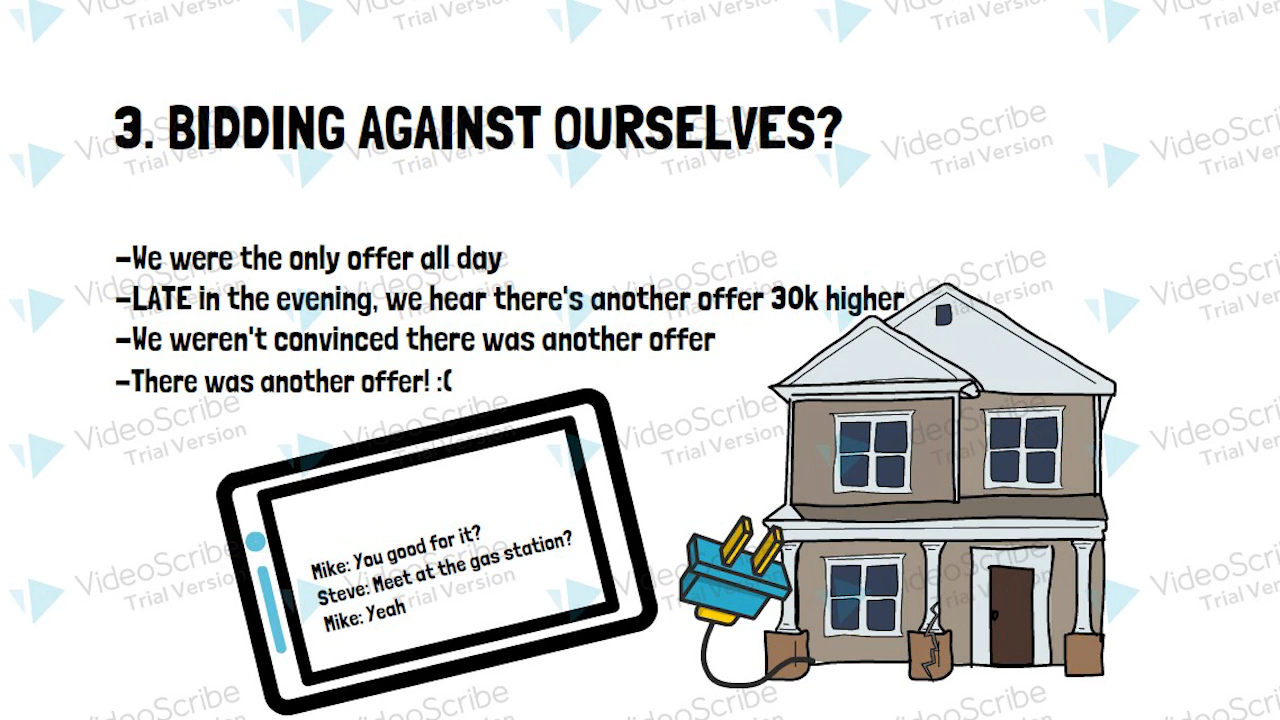 3. BIDDING AGAINST OURSELVES?
-We were the only offer all day
-LATE in the evening, we hear there's another offer 30k higher
-We weren't convinced there was another offer
-There was another offer! :(
Mike: You good for it?
Steve: Meet at the gas station?
Mike: Yeah
VideoScribe
Trial Version